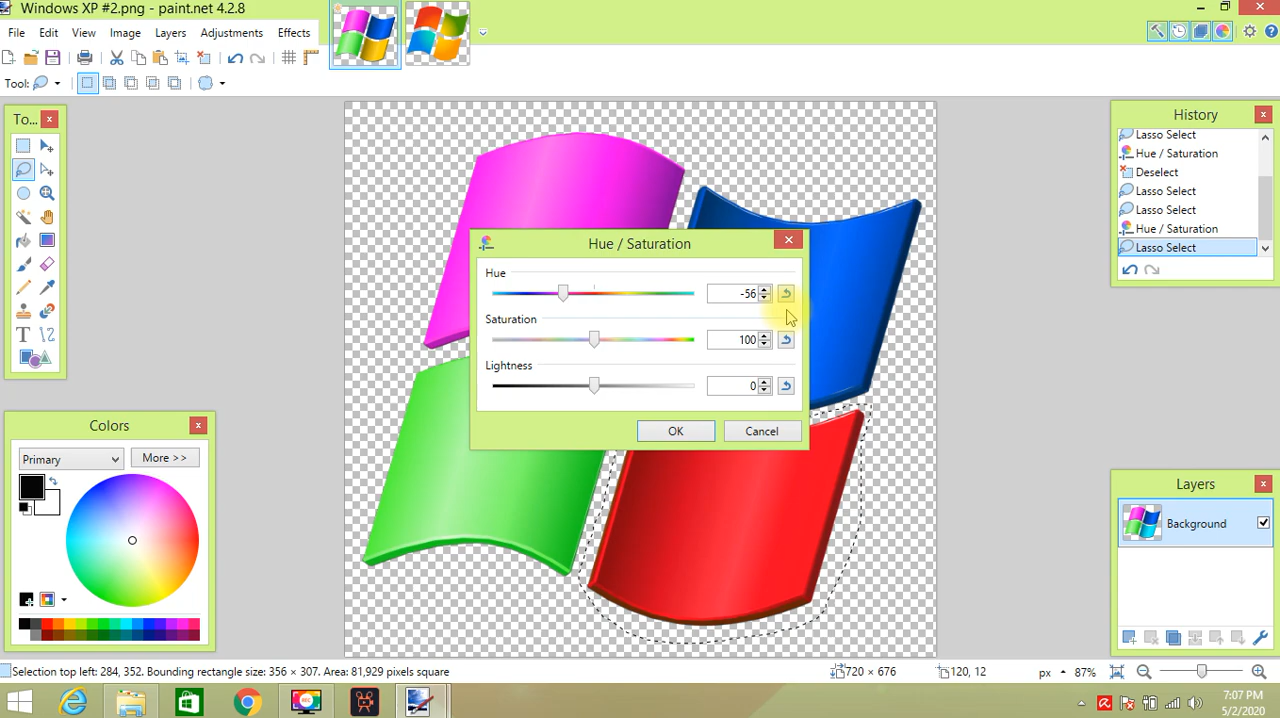 Windows XP #2.png - paint.net 4.2.8
File Edit View Image Layers Adjustments Effects
Tool:
To...
History
Lasso Select
Hue / Saturation
Deselect
Lasso Select
Lasso Select
Hue / Saturation
Lasso Select
Hue / Saturation
Hue
-56
Saturation
100
Lightness
0
OK Cancel
Colors
Primary
More >>
Layers
Background
Selection top left: 284, 352. Bounding rectangle size: 356 × 307. Area: 81,929 pixels square
720 × 676
120, 12
px
87%
REC
7:07 PM
5/2/2020